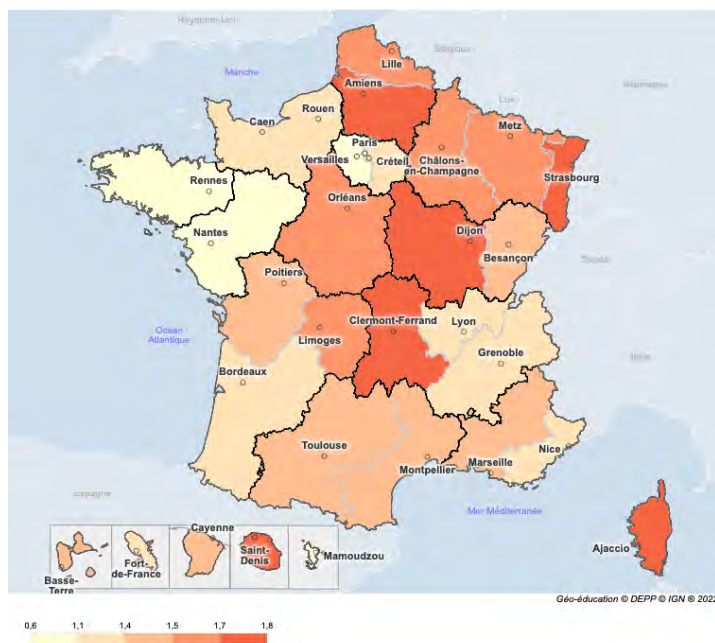 Royaume-Uni
Belgique
Lille
Manche
Allemagne
Amiens
Lux.
Rouen
Caen
Metz
Paris
Versailles
Créteil
Châlons-
en-Champagne
Strasbourg
Rennes
Orléans
Nantes
Dijon
Besançon
Suisse
Poitiers
Océan
Atlantique
Clermont-Ferrand
Lyon
Limoges
Grenoble
Italie
Bordeaux
Toulouse
Nice
Marseille
Montpellier
Espagne
Mer Méditerranée
Cayenne
Saint-
Denis
Mamoudzou
Fort-
de-France
Basse-
Terre
Ajaccio
Géo-éducation © DEPP © IGN ® 2022
0,6 1,1 1,4 1,5 1,7 1,8